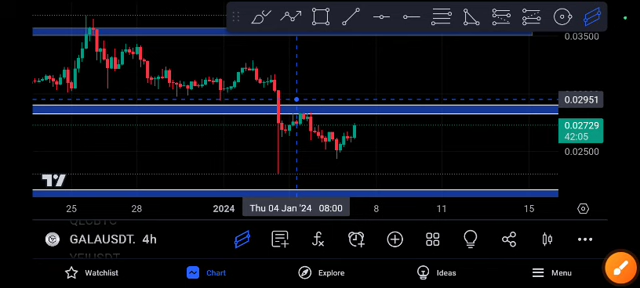 0.03500
0.02951
0.02729
42:05
0.02500
25
28
2024
Thu 04 Jan '24 08:00
8
11
15
GALAUSDT. 4h
Watchlist
Chart
Explore
Ideas
Menu